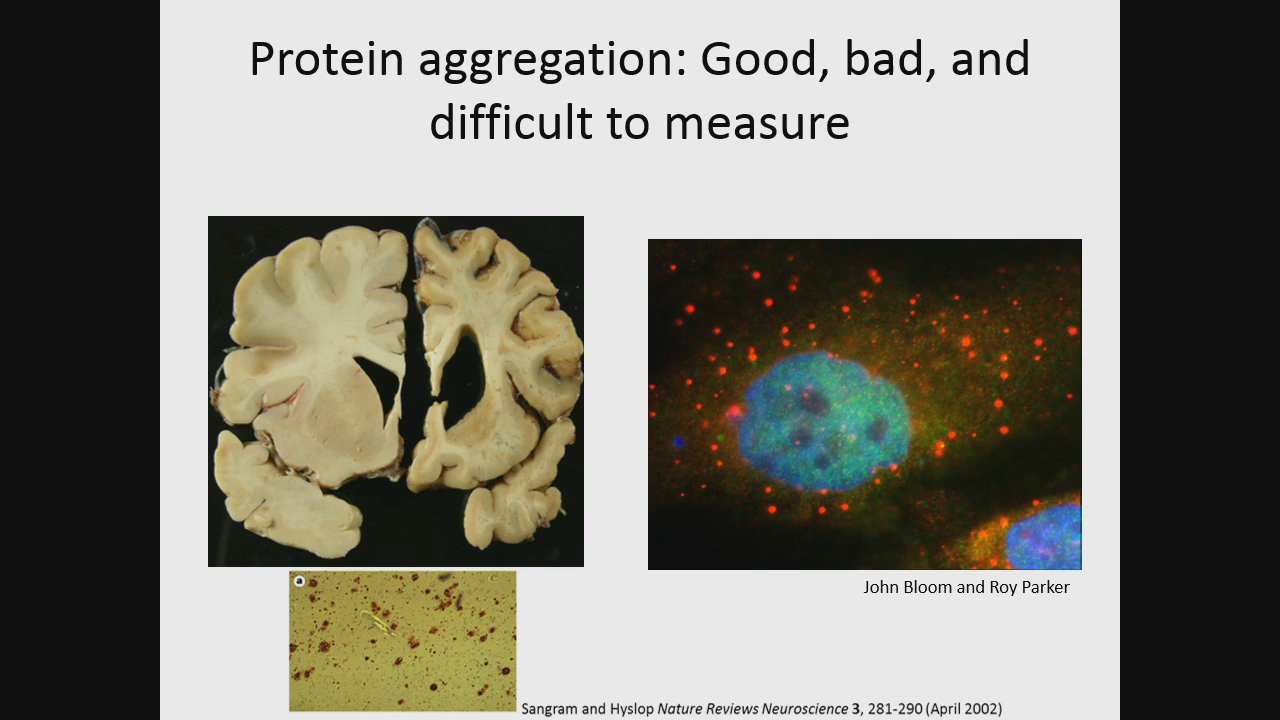 Protein aggregation: Good, bad, and
difficult to measure
John Bloom and Roy Parker
a
Sangram and Hyslop Nature Reviews Neuroscience 3, 281-290 (April 2002)